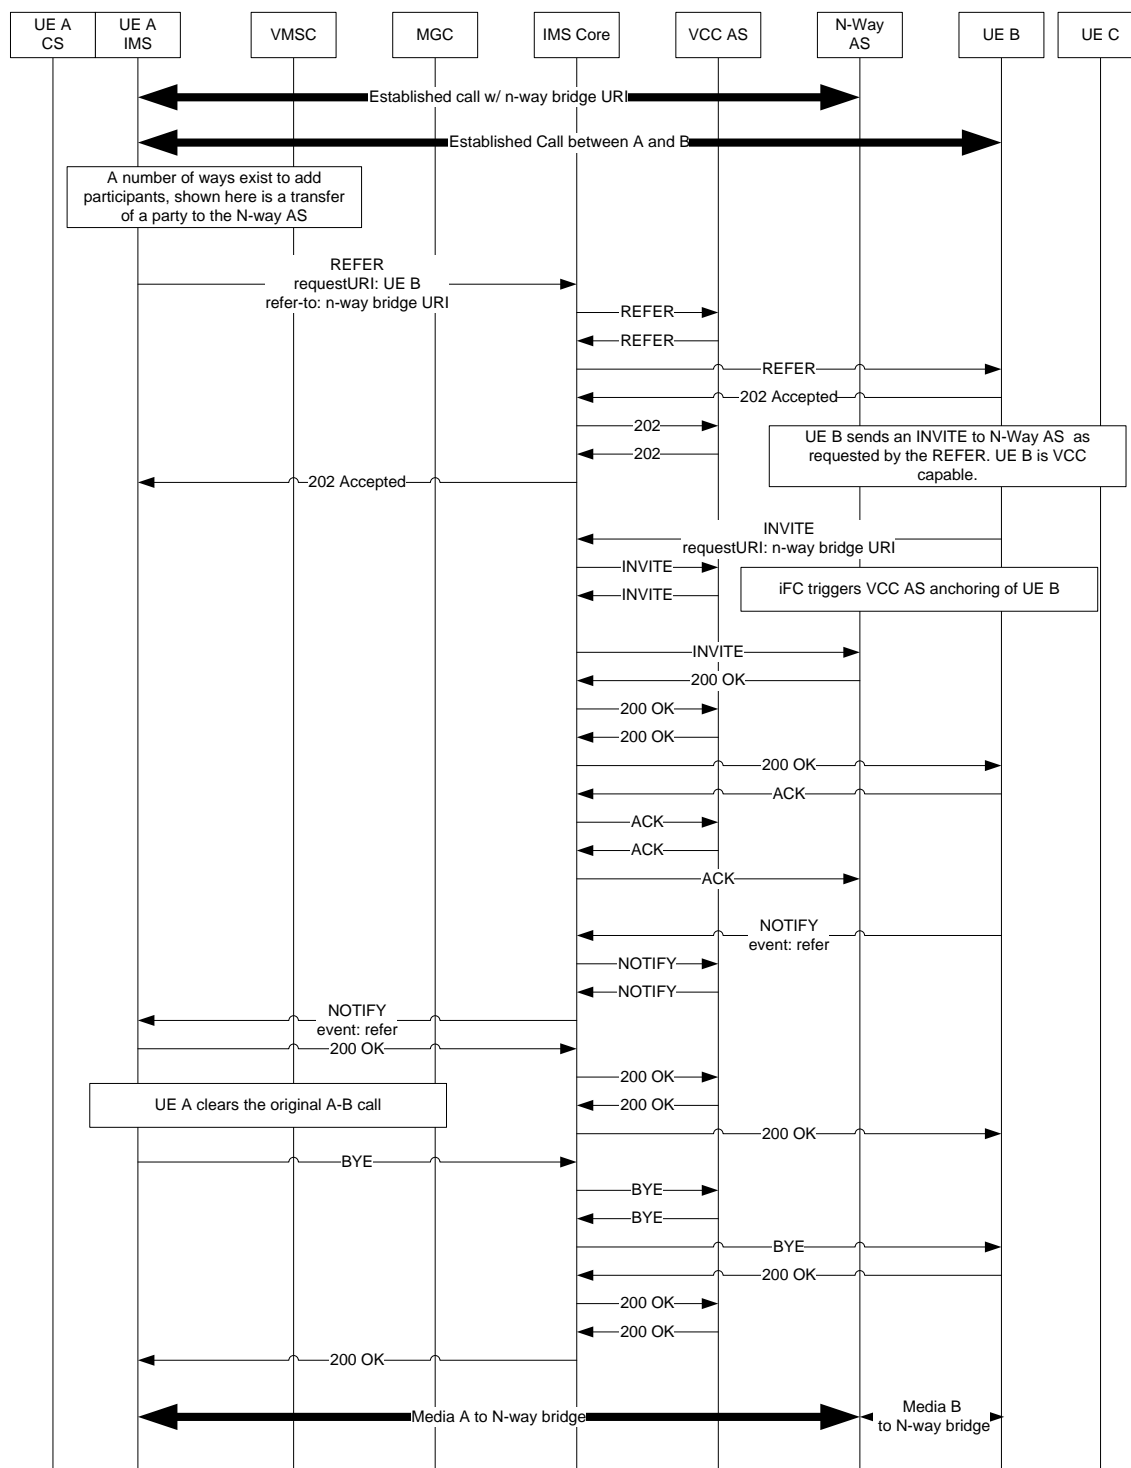 UE A
CS
UE A
IMS
VMSC
MGC
IMS Core
VCC AS
N-Way
AS
UE B
UE C
Established call w/ n-way bridge URI
Established Call between A and B
A number of ways exist to add
participants, shown here is a transfer
of a party to the N-way AS
REFER
requestURI: UE B
refer-to: n-way bridge URI
REFER
REFER
REFER
202 Accepted
202
202
UE B sends an INVITE to N-Way AS as
requested by the REFER. UE B is VCC
capable.
202 Accepted
INVITE
requestURI: n-way bridge URI
INVITE
INVITE
iFC triggers VCC AS anchoring of UE B
INVITE
200 OK
200 OK
200 OK
200 OK
ACK
ACK
ACK
ACK
NOTIFY
event: refer
NOTIFY
NOTIFY
NOTIFY
event: refer
200 OK
200 OK
UE A clears the original A-B call
200 OK
200 OK
BYE
BYE
BYE
BYE
200 OK
200 OK
200 OK
200 OK
Media A to N-way bridge
Media B
to N-way bridge